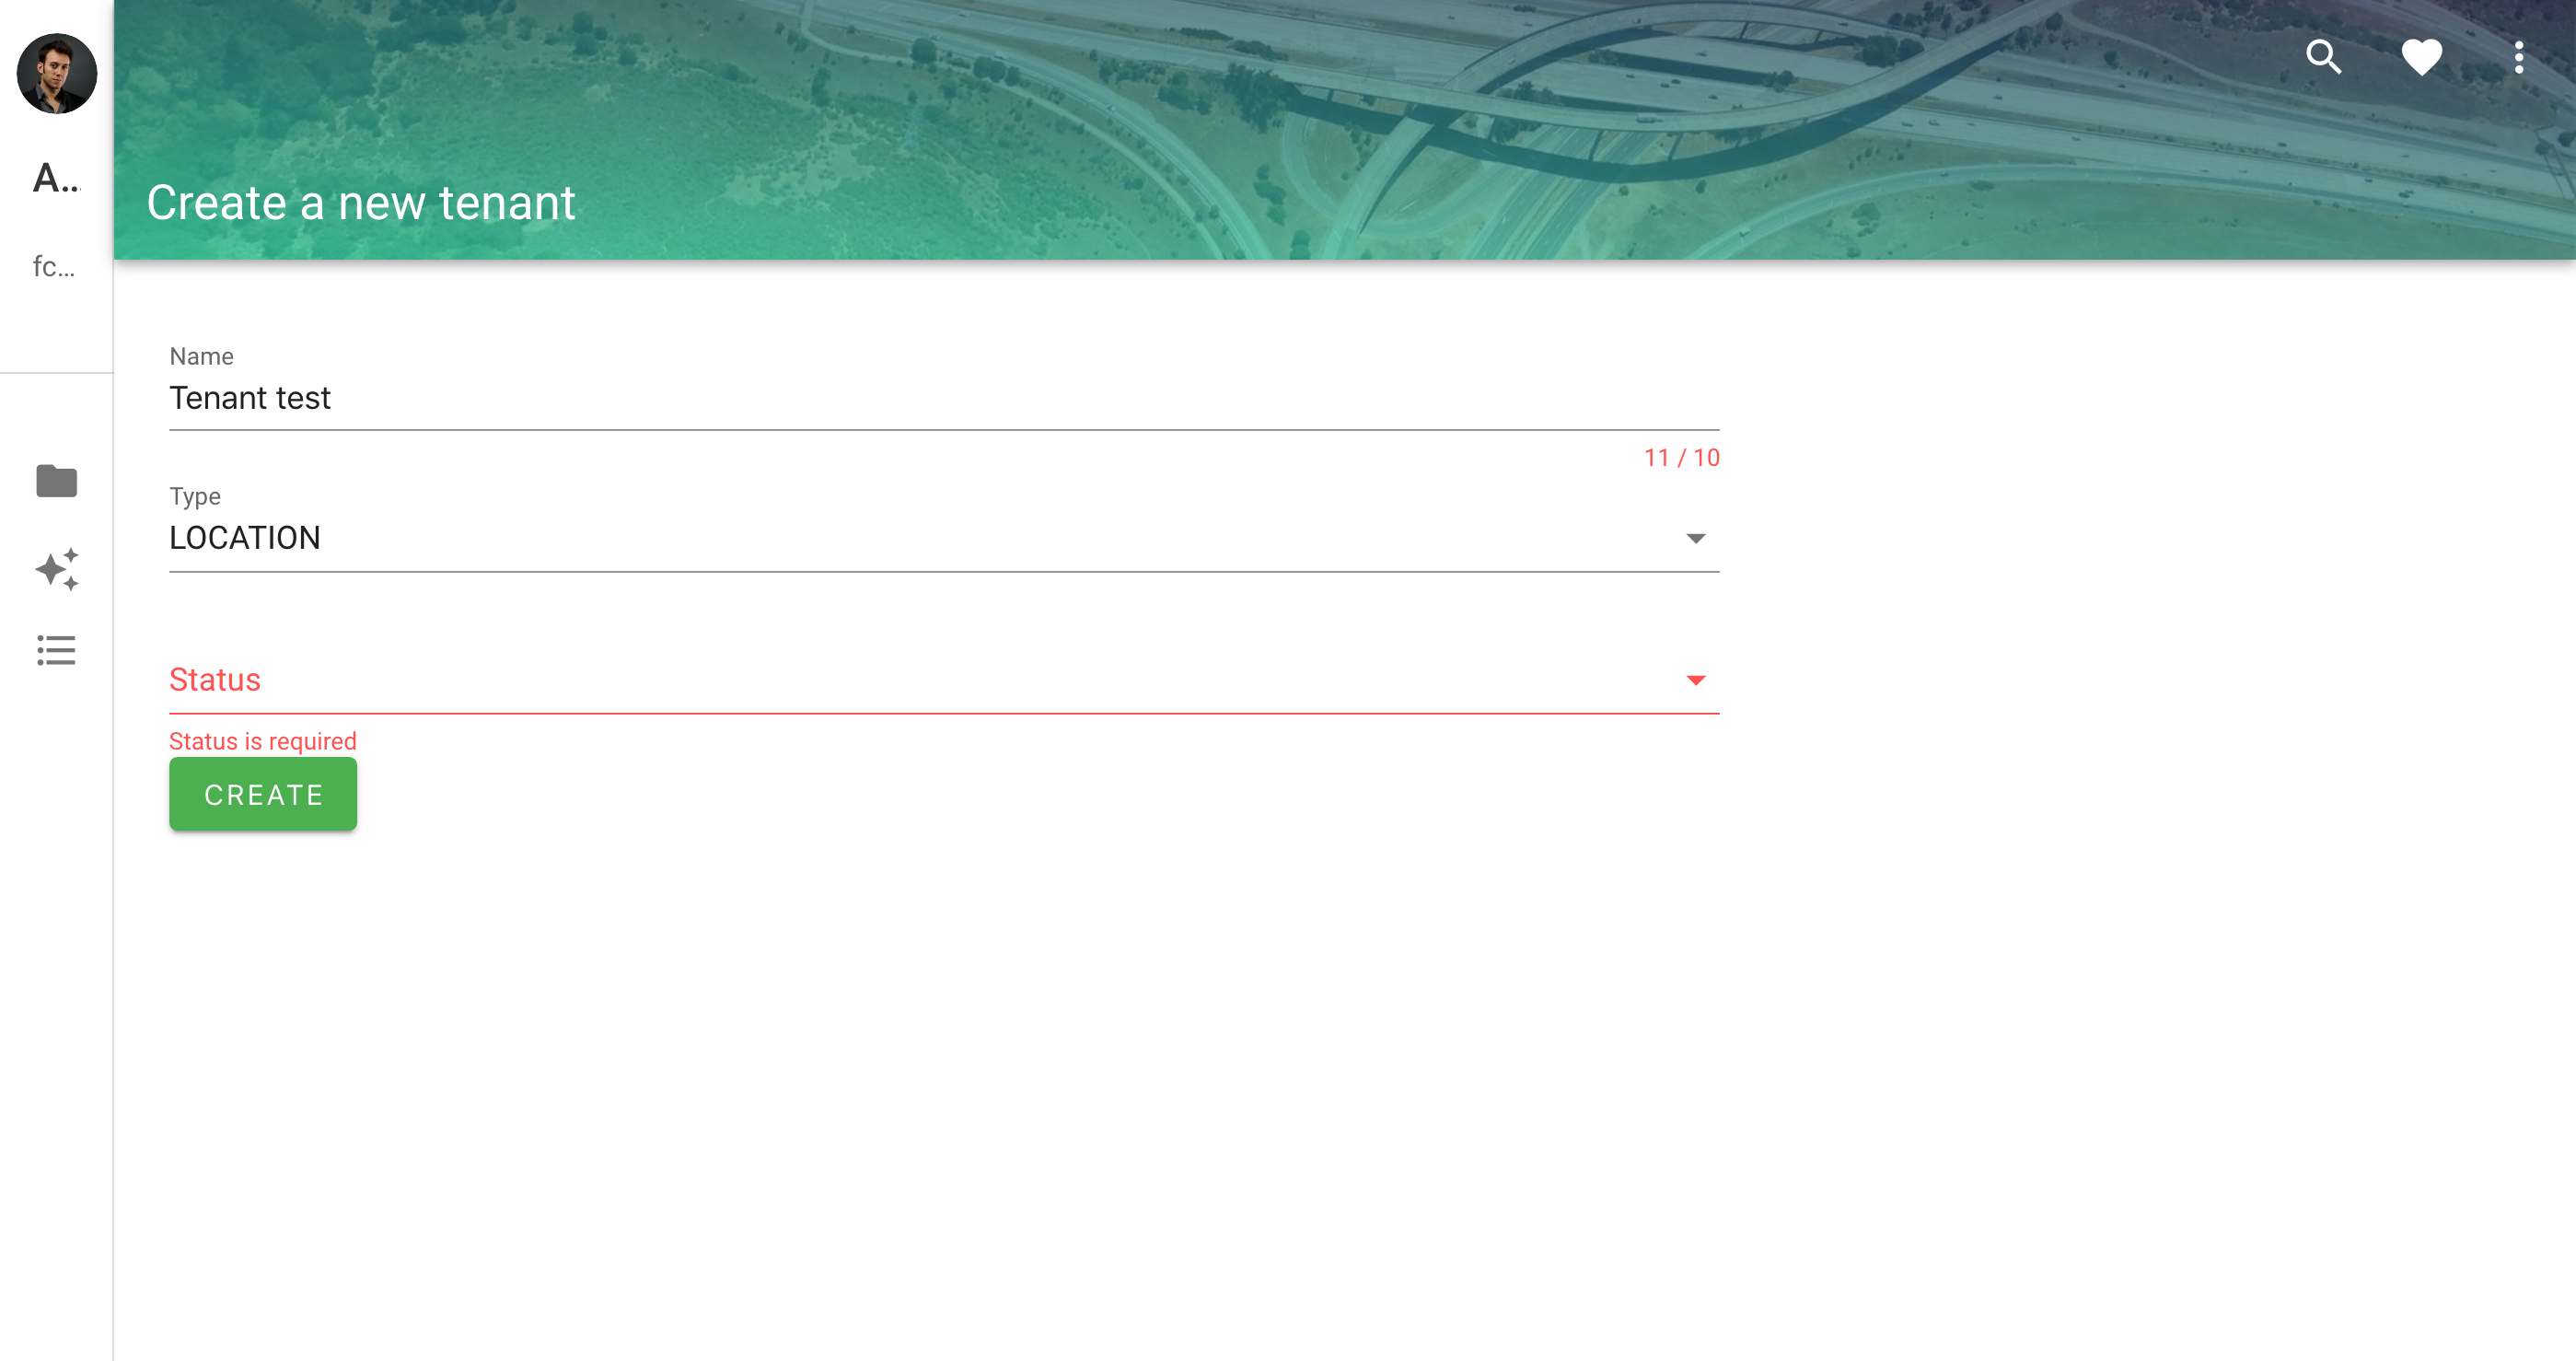 A...
fc...
Create a new tenant
Name
Tenant test
11 / 10
Type
LOCATION
Status
Status is required
CREATE